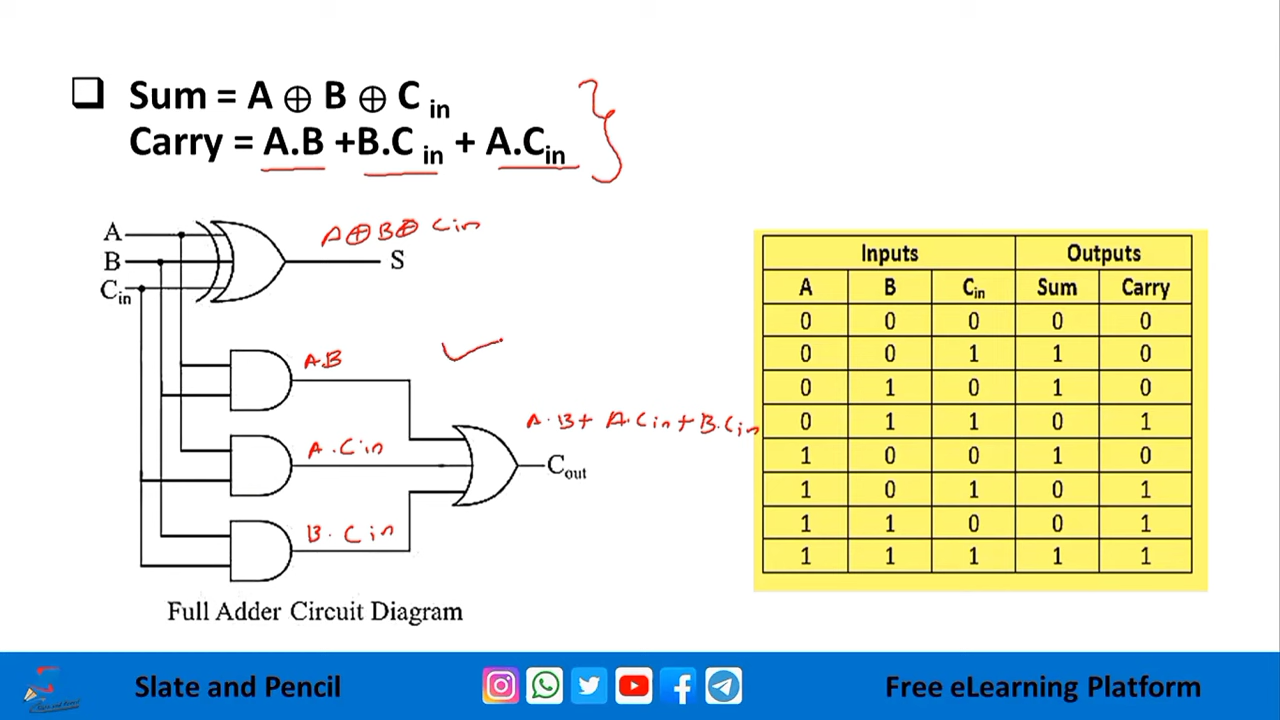 ❑ Sum = A ⊕ B ⊕ C in
Carry = A.B +B.C in + A.Cin
A
B
Cin
A⊕B⊕ Cin
S
A.B
A. Cin
B. Cin
A.B+ A.Cin+B.Cin
Cout
Full Adder Circuit Diagram
Inputs Outputs
A B Cin Sum Carry
0 0 0 0 0
0 0 1 1 0
0 1 0 1 0
0 1 1 0 1
1 0 0 1 0
1 0 1 0 1
1 1 0 0 1
1 1 1 1 1
Slate and Pencil
Free eLearning Platform